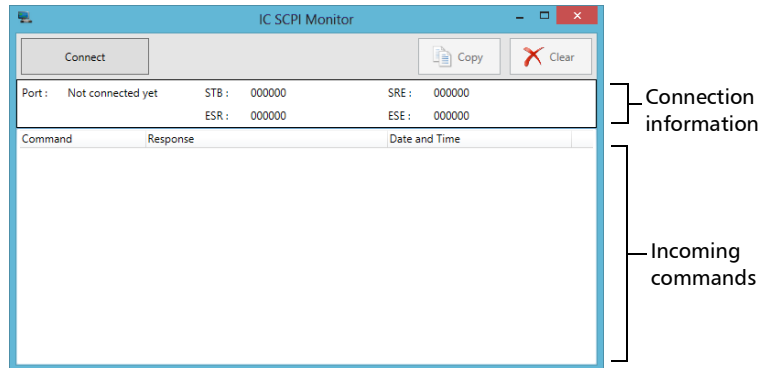 IC SCPI Monitor
Connect
Copy
Clear
Port : Not connected yet STB : 000000 SRE : 000000
ESR : 000000 ESE : 000000
Connection
information
Command Response Date and Time
Incoming
commands